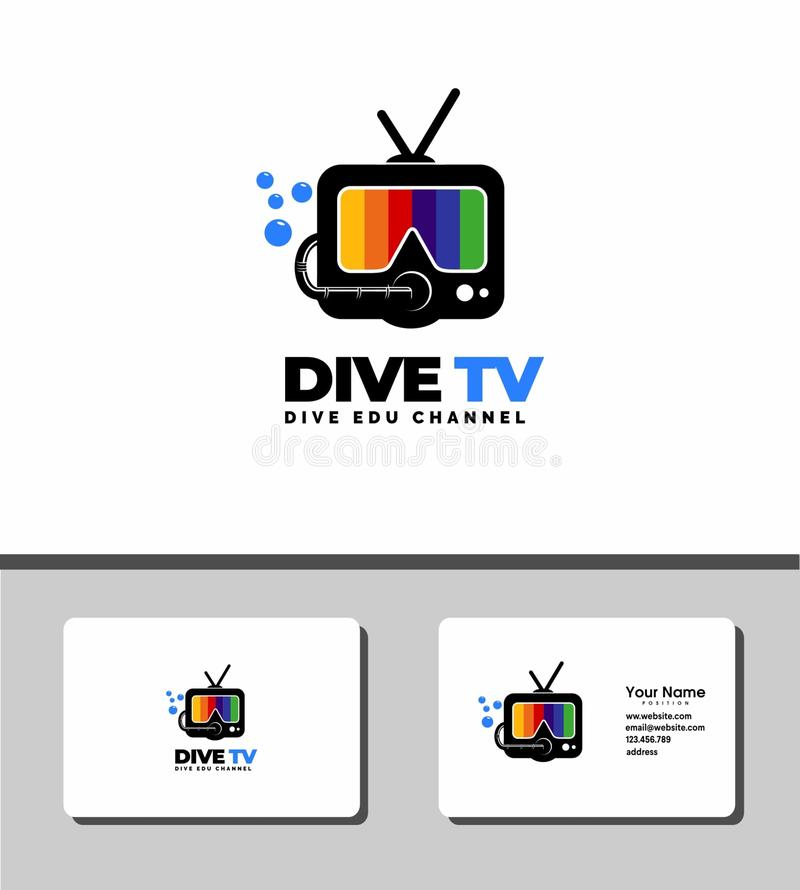 DIVE TV
DIVE EDU CHANNEL
dreamstime.
DIVE TV
DIVE EDU CHANNEL
Your Name
POSITION
www.website.com
email@website.com
123.456.789
address